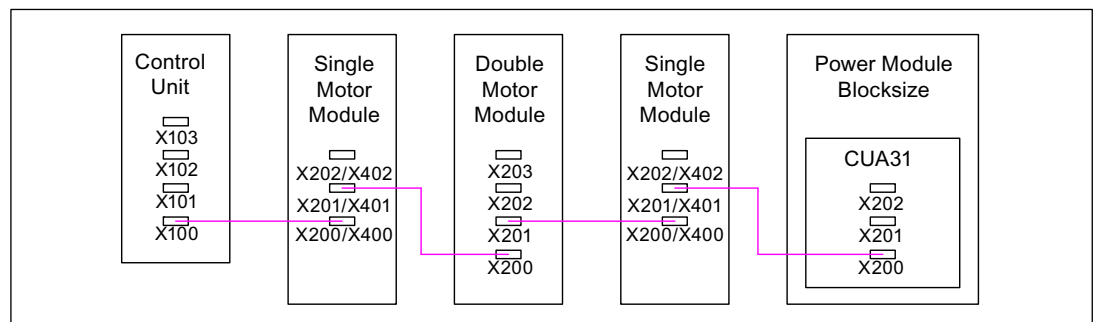 Control
Unit
X103
X102
X101
X100
Single
Motor
Module
X202/X402
X201/X401
X200/X400
Double
Motor
Module
X203
X202
X201
X200
Single
Motor
Module
X202/X402
X201/X401
X200/X400
Power Module
Blocksize
CUA31
X202
X201
X200